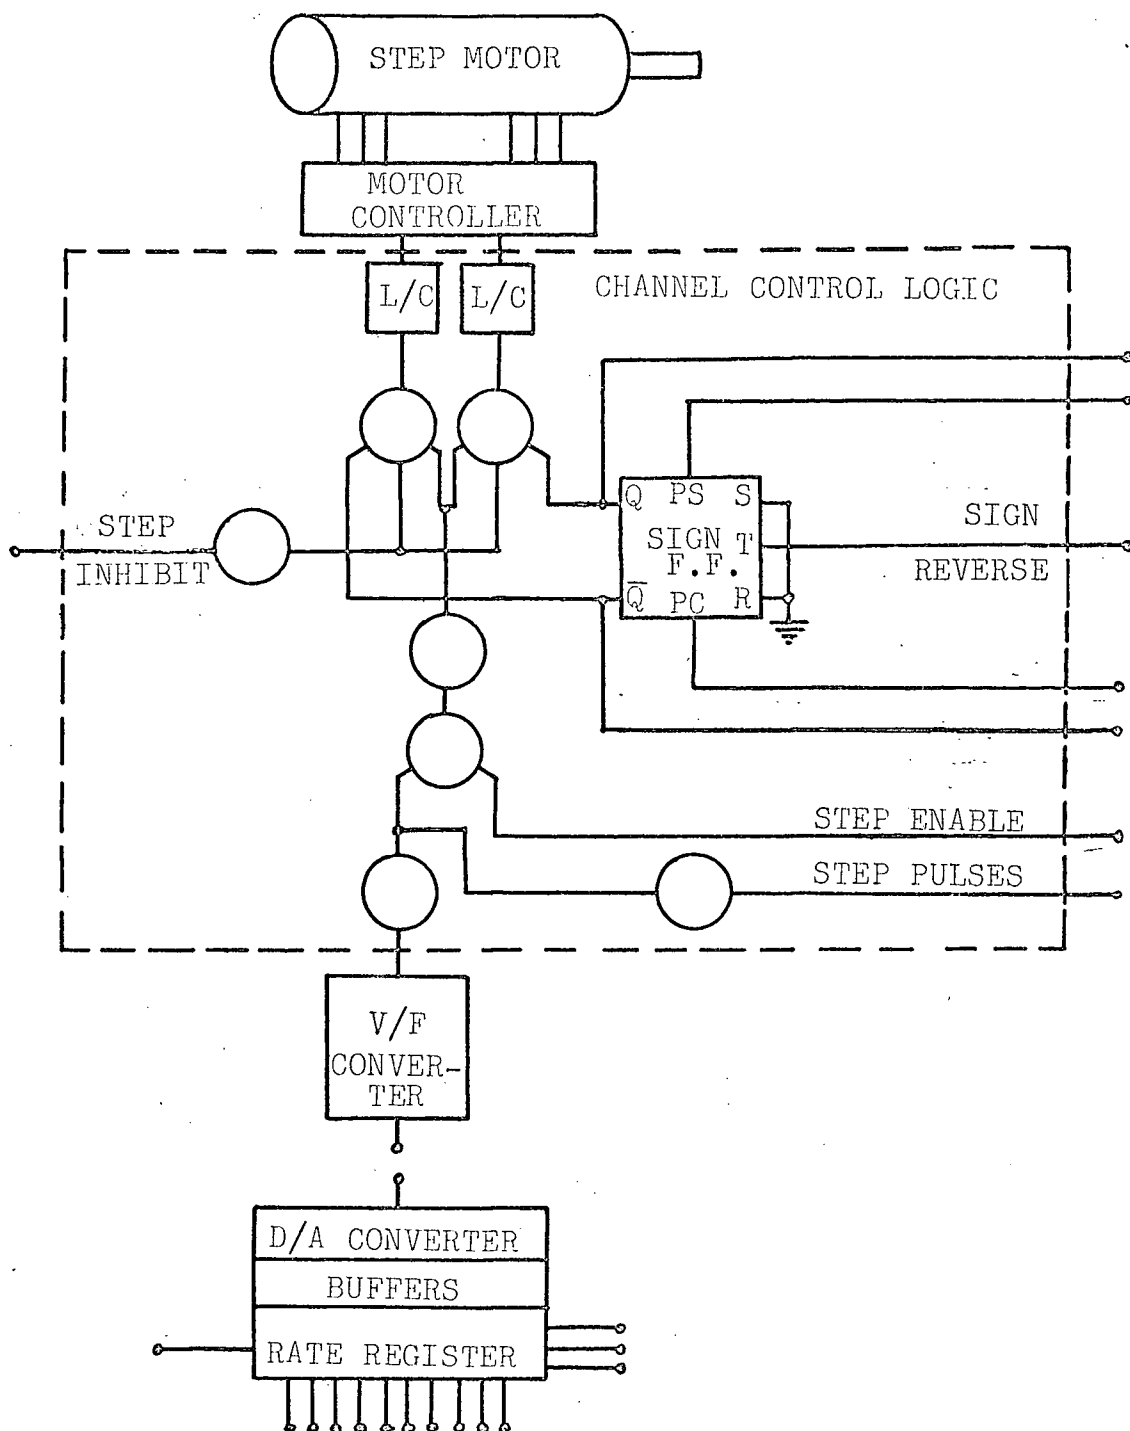 STEP MOTOR
MOTOR
CONTROLLER
L/C
L/C
CHANNEL CONTROL LOGIC
Q PS S
SIGN T
F.F.
Q̅ PC R
STEP
INHIBIT
SIGN
REVERSE
STEP ENABLE
STEP PULSES
V/F
CONVER-
TER
D/A CONVERTER
BUFFERS
RATE REGISTER